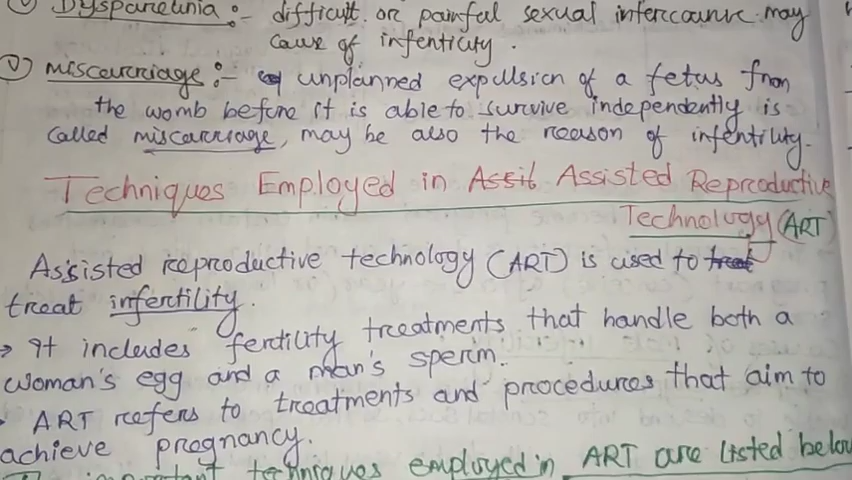 Dyspareunia :- difficult or painful sexual intercourse may
cause of infenticity.
(V) miscarriage :- unplanned expulsion of a fetus from
the womb before it is able to survive independently is
called miscarriage, may be also the reason of infentility.
Techniques Employed in Assit Assisted Reproductive
Technology (ART)
Assisted reproductive technology (ART) is used to treat
treat infertility.
→ It includes fertility treatments that handle both a
woman's egg and a man's sperm.
ART refers to treatments and procedures that aim to
achieve pregnancy.
important techniques employed in ART are listed below